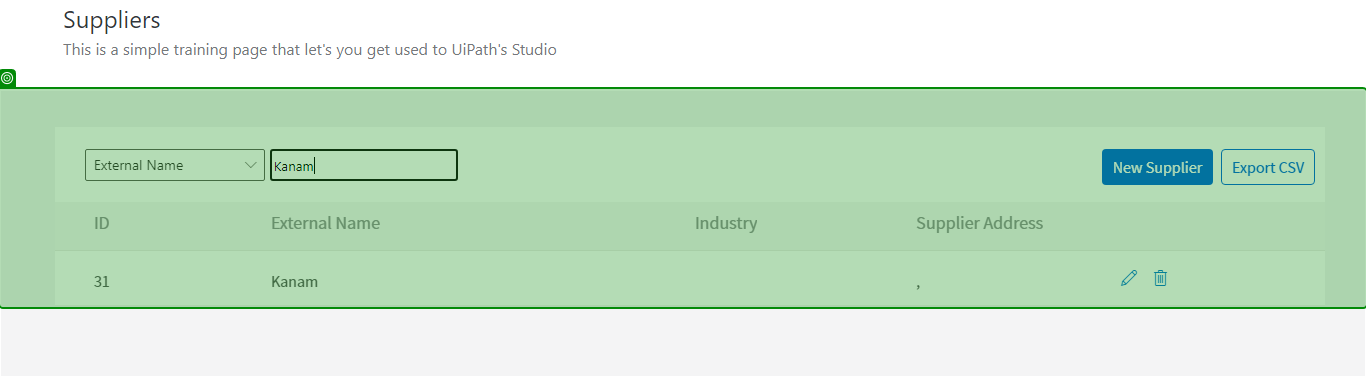 Suppliers
This is a simple training page that let's you get used to UiPath's Studio
External Name Kanam New Supplier Export CSV
ID External Name Industry Supplier Address
31 Kanam ,